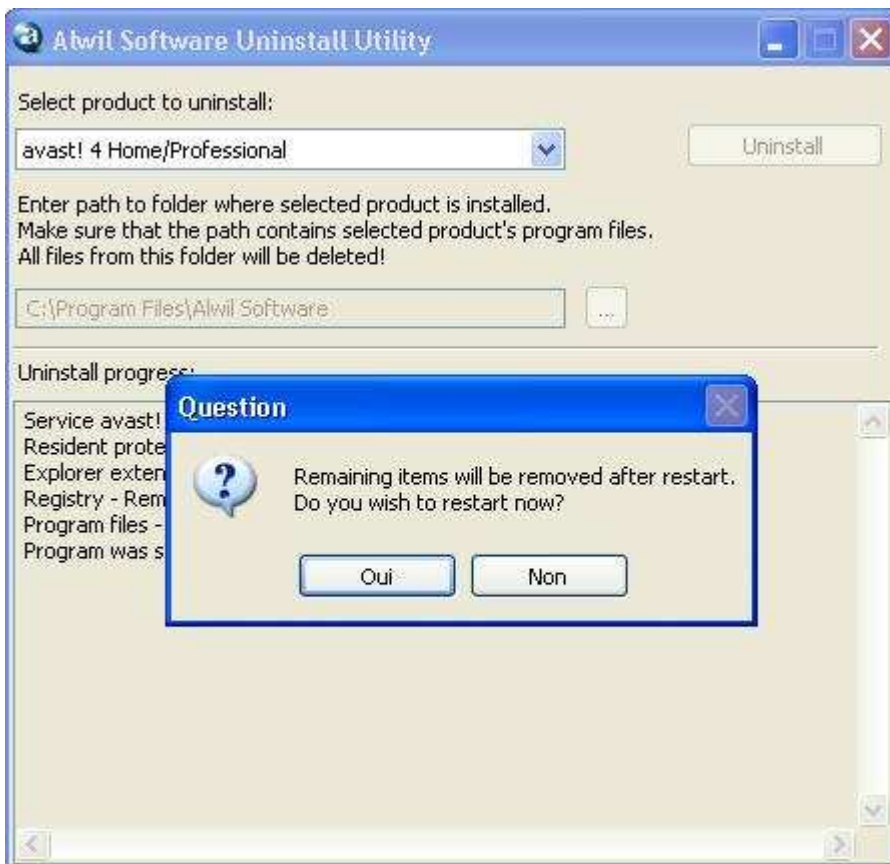 Alwil Software Uninstall Utility
Select product to uninstall:
avast! 4 Home/Professional
Uninstall
Enter path to folder where selected product is installed.
Make sure that the path contains selected product's program files.
All files from this folder will be deleted!
C:\Program Files\Alwil Software
...
Uninstall progress:
Service avast!
Resident prote
Explorer exten
Registry - Rem
Program files -
Program was s
Question
Remaining items will be removed after restart.
Do you wish to restart now?
Oui
Non